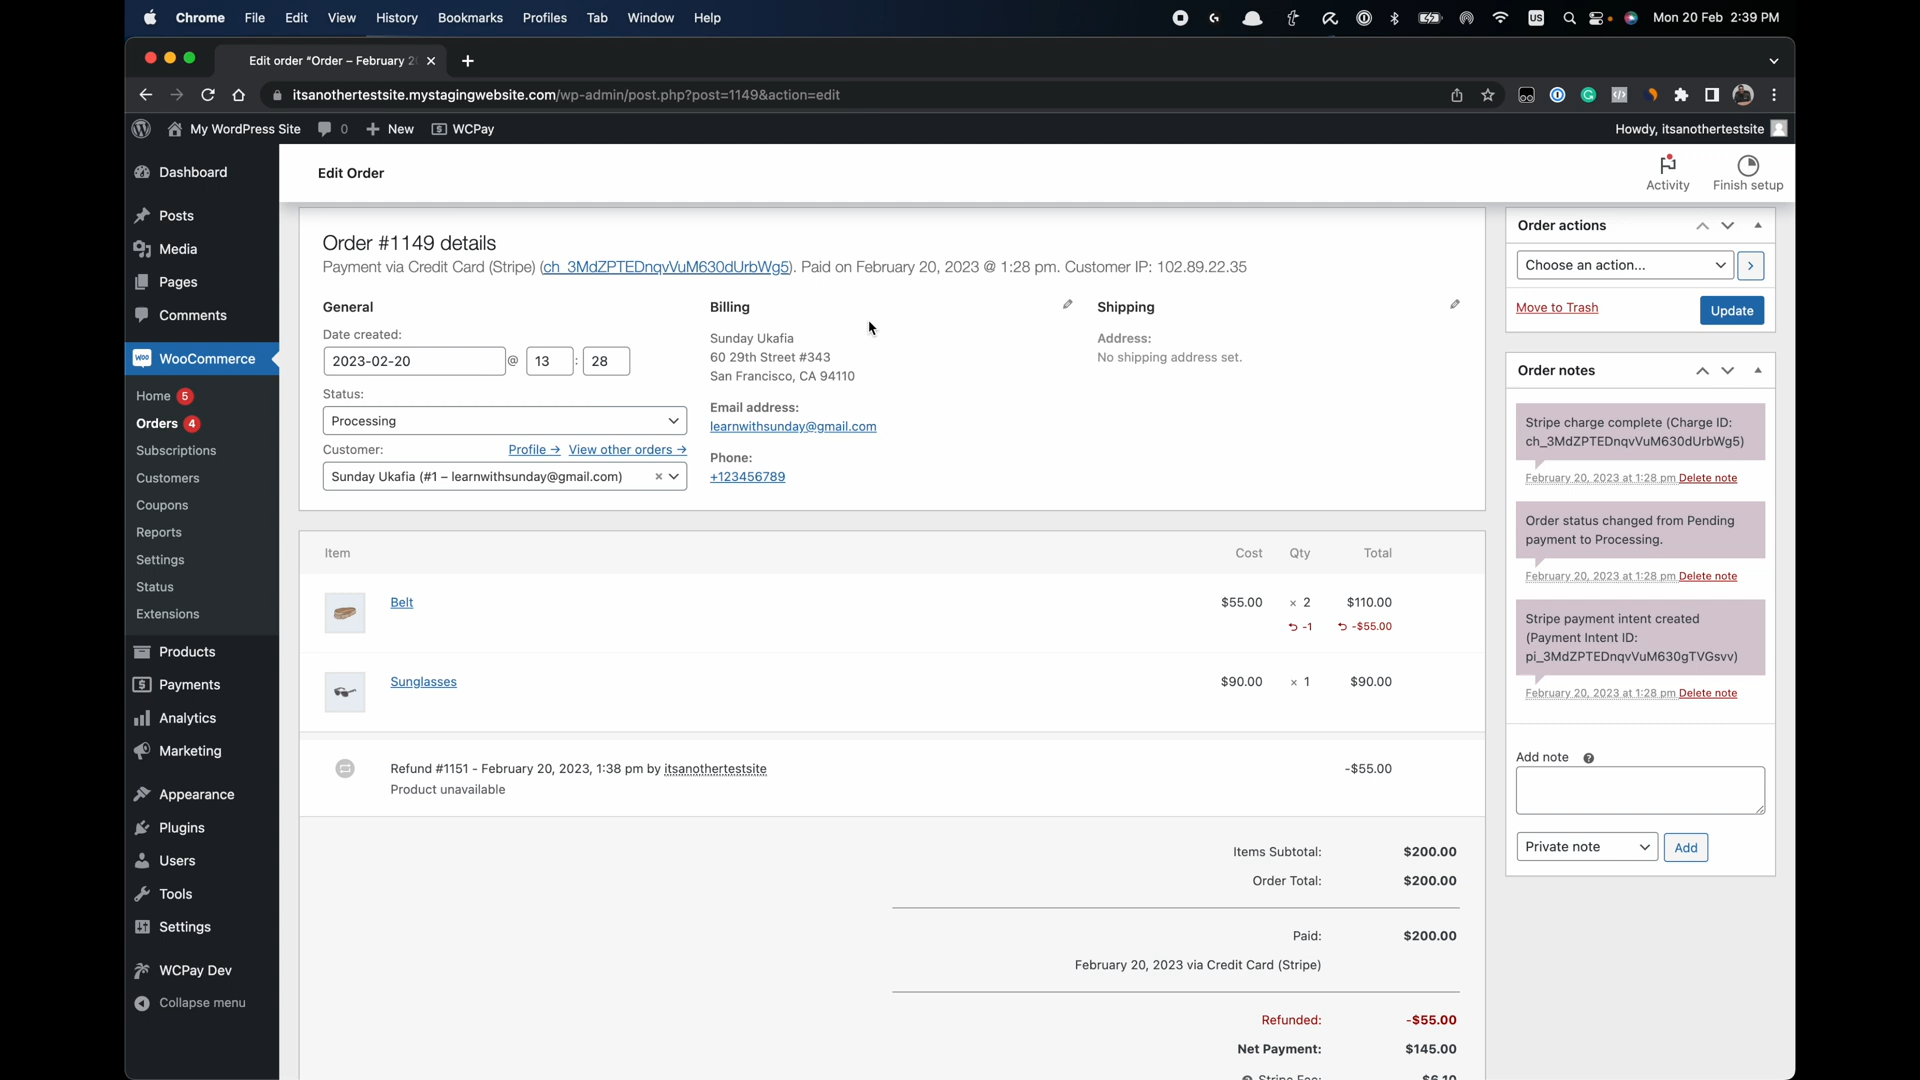 Chrome File Edit View History Bookmarks Profiles Tab Window Help
US Mon 20 Feb 2:39 PM
Edit order "Order – February 2
itsanothertestsite.mystagingwebsite.com/wp-admin/post.php?post=1149&action=edit
My WordPress Site 0 New WCPay
Howdy, itsanothertestsite
Dashboard
Posts
Media
Pages
Comments
WooCommerce
Home 5
Orders 4
Subscriptions
Customers
Coupons
Reports
Settings
Status
Extensions
Products
Payments
Analytics
Marketing
Appearance
Plugins
Users
Tools
Settings
WCPay Dev
Collapse menu
Edit Order
Activity
Finish setup
Order #1149 details
Payment via Credit Card (Stripe) (ch_3MdZPTEDnqvVuM630dUrbWg5). Paid on February 20, 2023 @ 1:28 pm. Customer IP: 102.89.22.35
General
Date created:
2023-02-20 @ 13 : 28
Status:
Processing
Customer: Profile → View other orders →
Sunday Ukafia (#1 – learnwithsunday@gmail.com) ×
Billing
Sunday Ukafia
60 29th Street #343
San Francisco, CA 94110
Email address:
learnwithsunday@gmail.com
Phone:
+123456789
Shipping
Address:
No shipping address set.
Item Cost Qty Total
Belt $55.00 × 2 $110.00
-1 -$55.00
Sunglasses $90.00 × 1 $90.00
Refund #1151 - February 20, 2023, 1:38 pm by itsanothertestsite -$55.00
Product unavailable
Items Subtotal: $200.00
Order Total: $200.00
Paid: $200.00
February 20, 2023 via Credit Card (Stripe)
Refunded: -$55.00
Net Payment: $145.00
Stripe Fee: $6.10
Order actions
Choose an action...
Move to Trash
Update
Order notes
Stripe charge complete (Charge ID:
ch_3MdZPTEDnqvVuM630dUrbWg5)
February 20, 2023 at 1:28 pm Delete note
Order status changed from Pending
payment to Processing.
February 20, 2023 at 1:28 pm Delete note
Stripe payment intent created
(Payment Intent ID:
pi_3MdZPTEDnqvVuM630gTVGsvv)
February 20, 2023 at 1:28 pm Delete note
Add note
Private note
Add